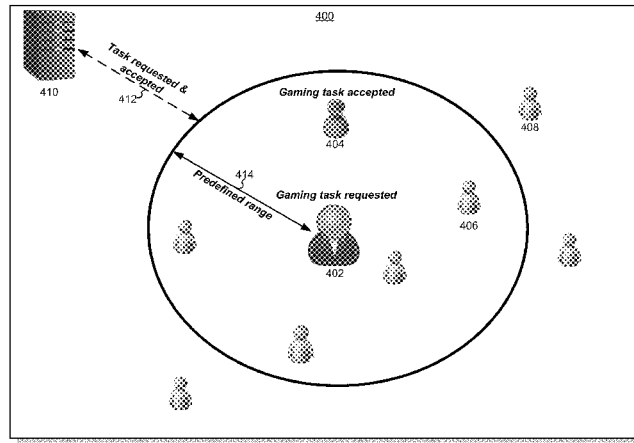 400
Task requested &
accepted
410
412
Gaming task accepted
404
408
414
Predefined range
Gaming task requested
406
402